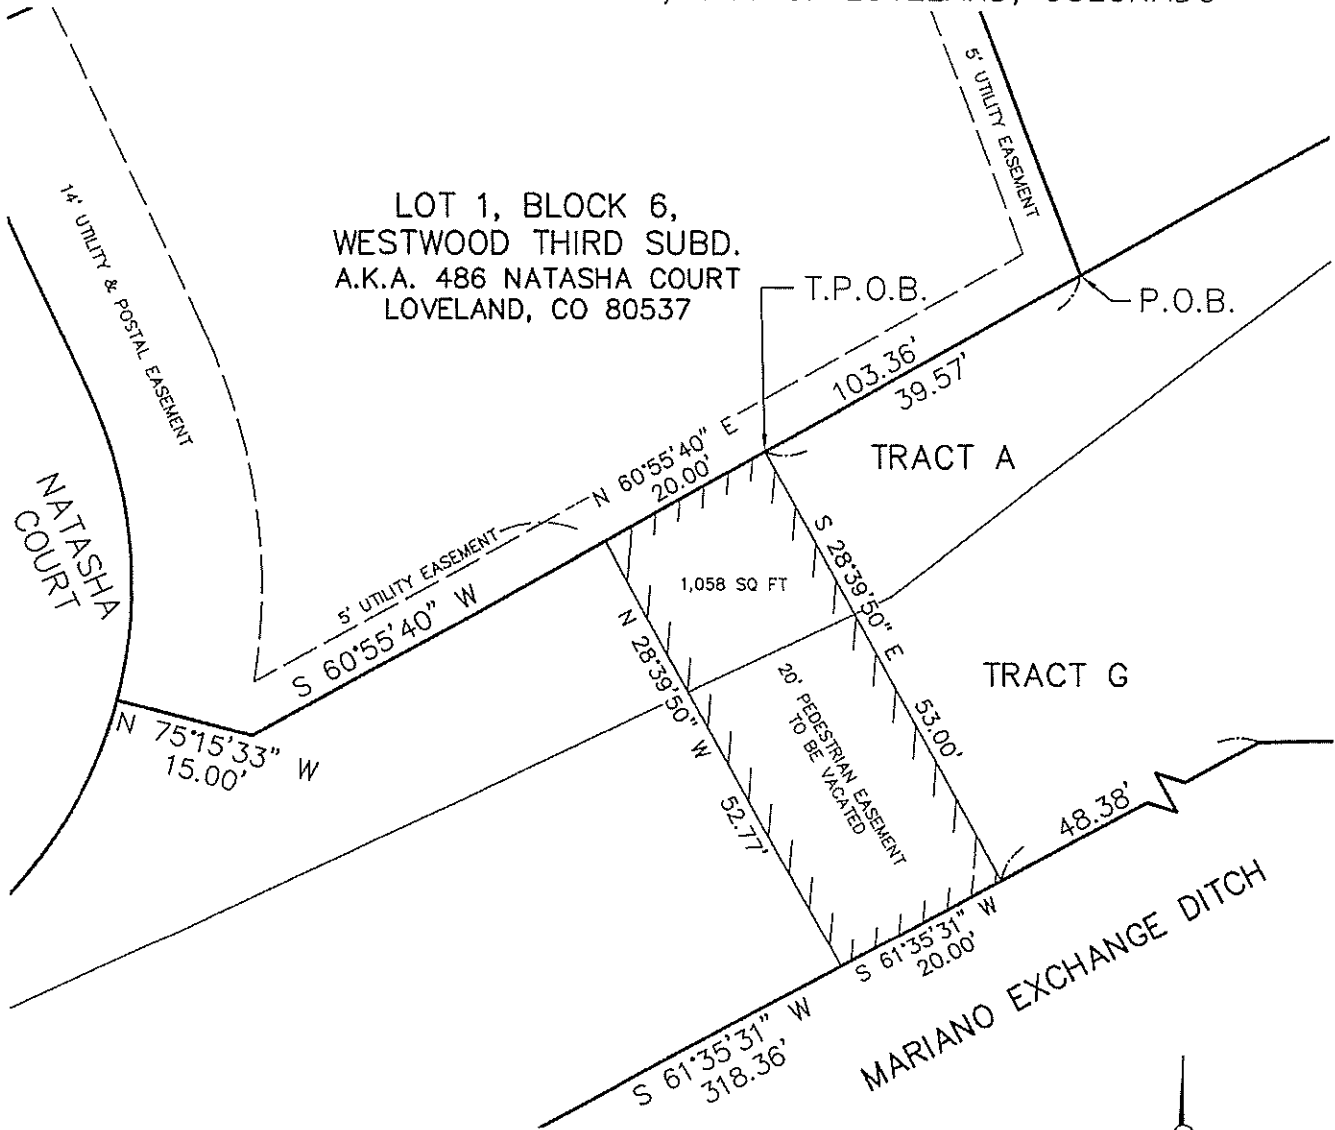 LOVELAND, COLORADO
5' UTILITY EASEMENT
14' UTILITY & POSTAL EASEMENT
LOT 1, BLOCK 6,
WESTWOOD THIRD SUBD.
A.K.A. 486 NATASHA COURT
LOVELAND, CO 80537
T.P.O.B.
P.O.B.
103.36'
39.57'
N 60°55'40" E
20.00'
TRACT A
NATASHA
COURT
5' UTILITY EASEMENT
S 60°55'40" W
1,058 SQ FT
S 28°39'50" E
53.00'
N 28°39'50" W
52.77'
20' PEDESTRIAN EASEMENT
TO BE VACATED
TRACT G
N 75°15'33" W
15.00'
48.38'
S 61°35'31" W
20.00'
MARIANO EXCHANGE DITCH
S 61°35'31" W
318.36'